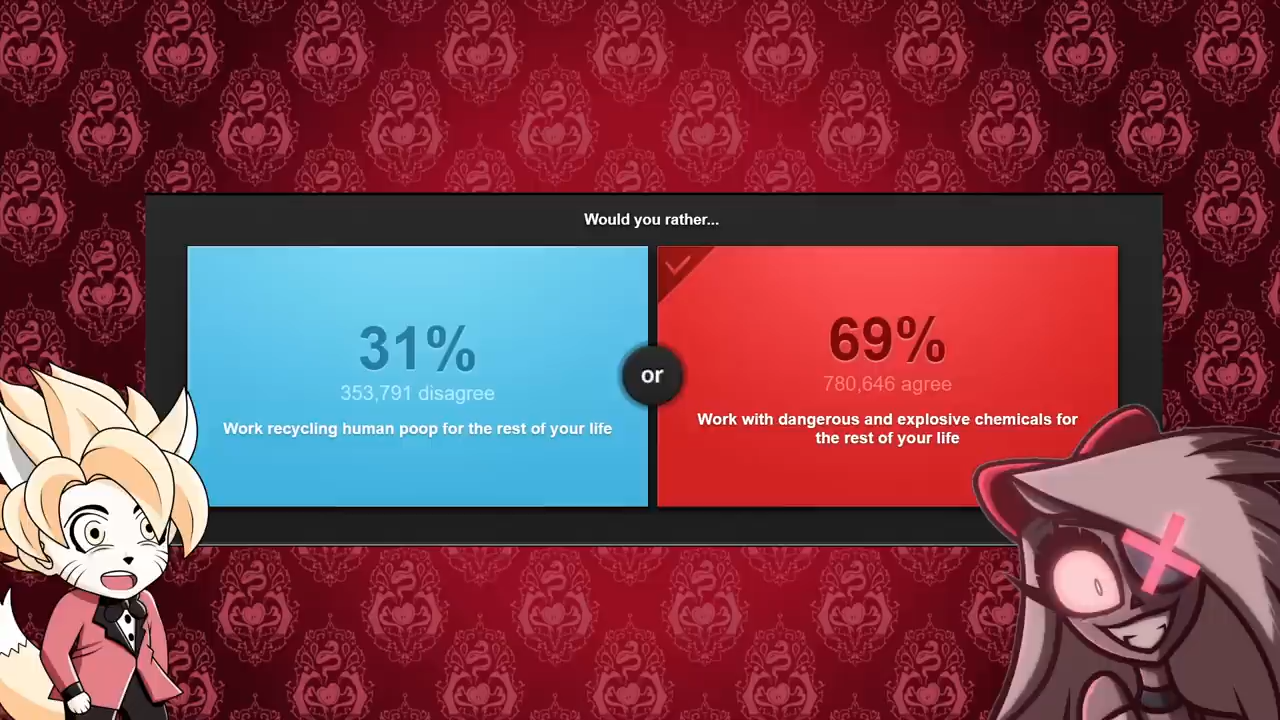 Would you rather...
31%
353,791 disagree
Work recycling human poop for the rest of your life
or
69%
780,646 agree
Work with dangerous and explosive chemicals for
the rest of your life